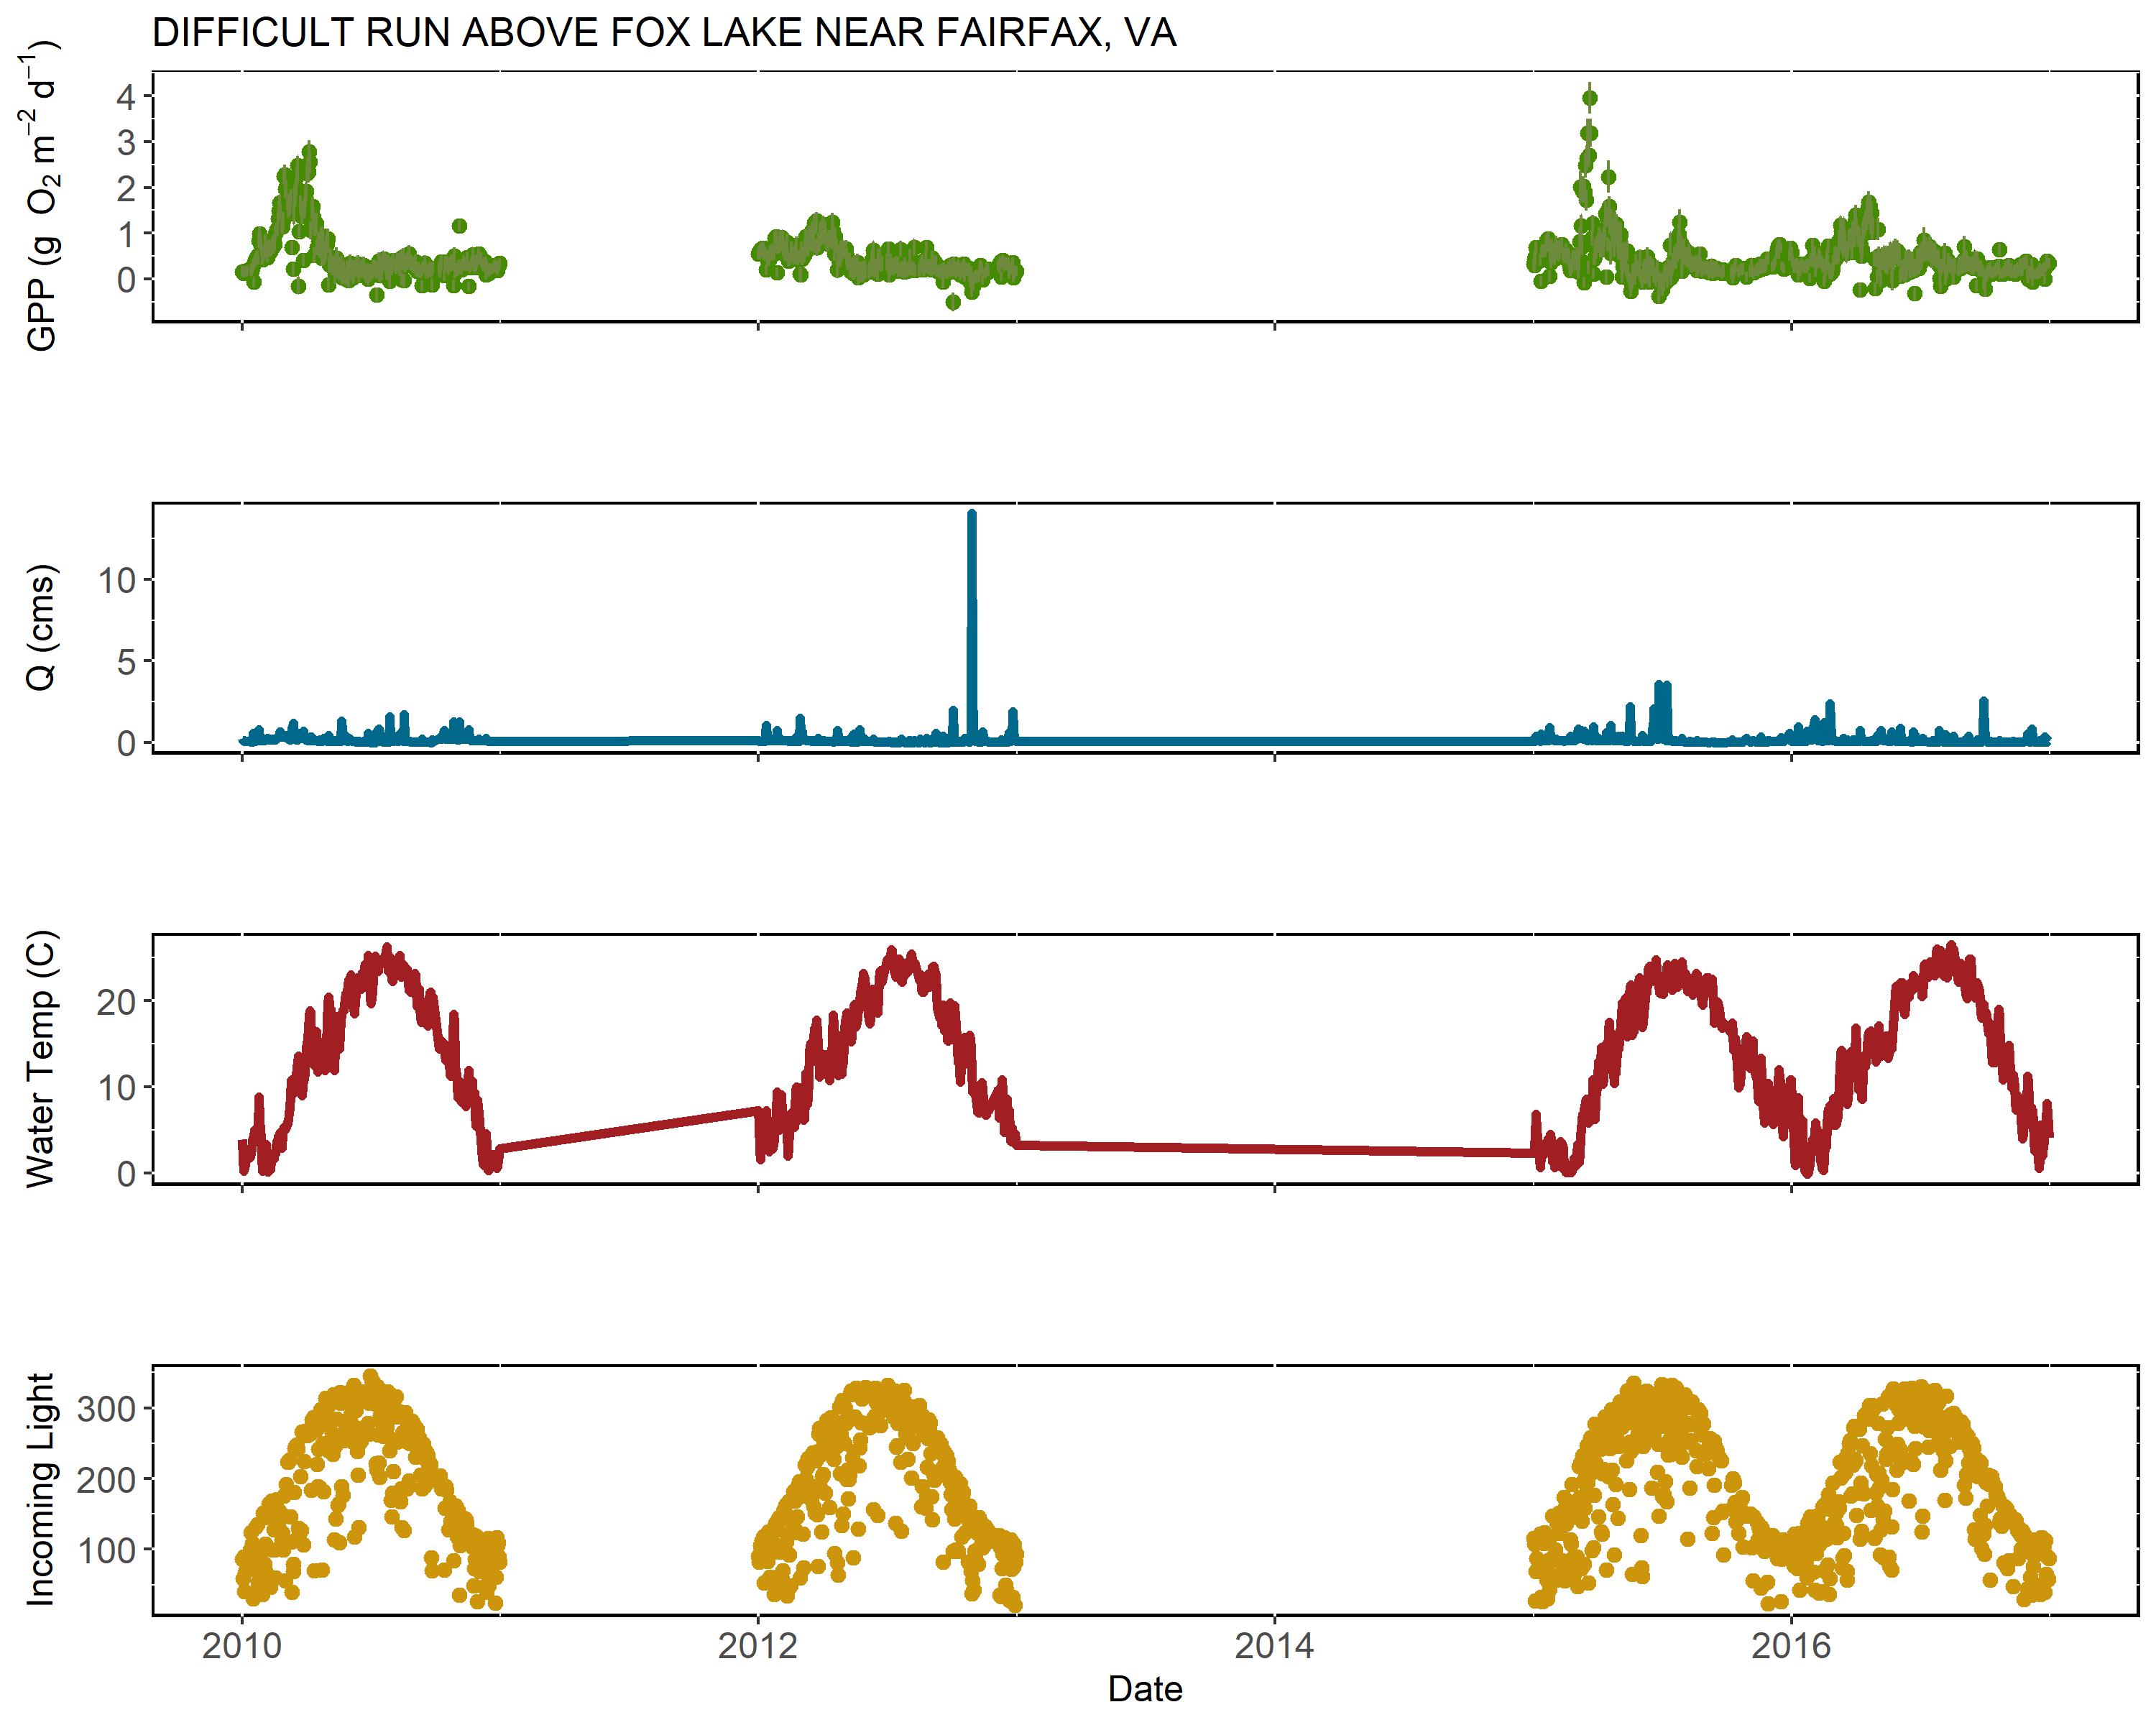 DIFFICULT RUN ABOVE FOX LAKE NEAR FAIRFAX, VA
GPP (g O₂ m⁻² d⁻¹)
4
3
2
1
0
Q (cms)
10
5
0
Water Temp (C)
20
10
0
Incoming Light
300
200
100
2010 2012 2014 2016
Date